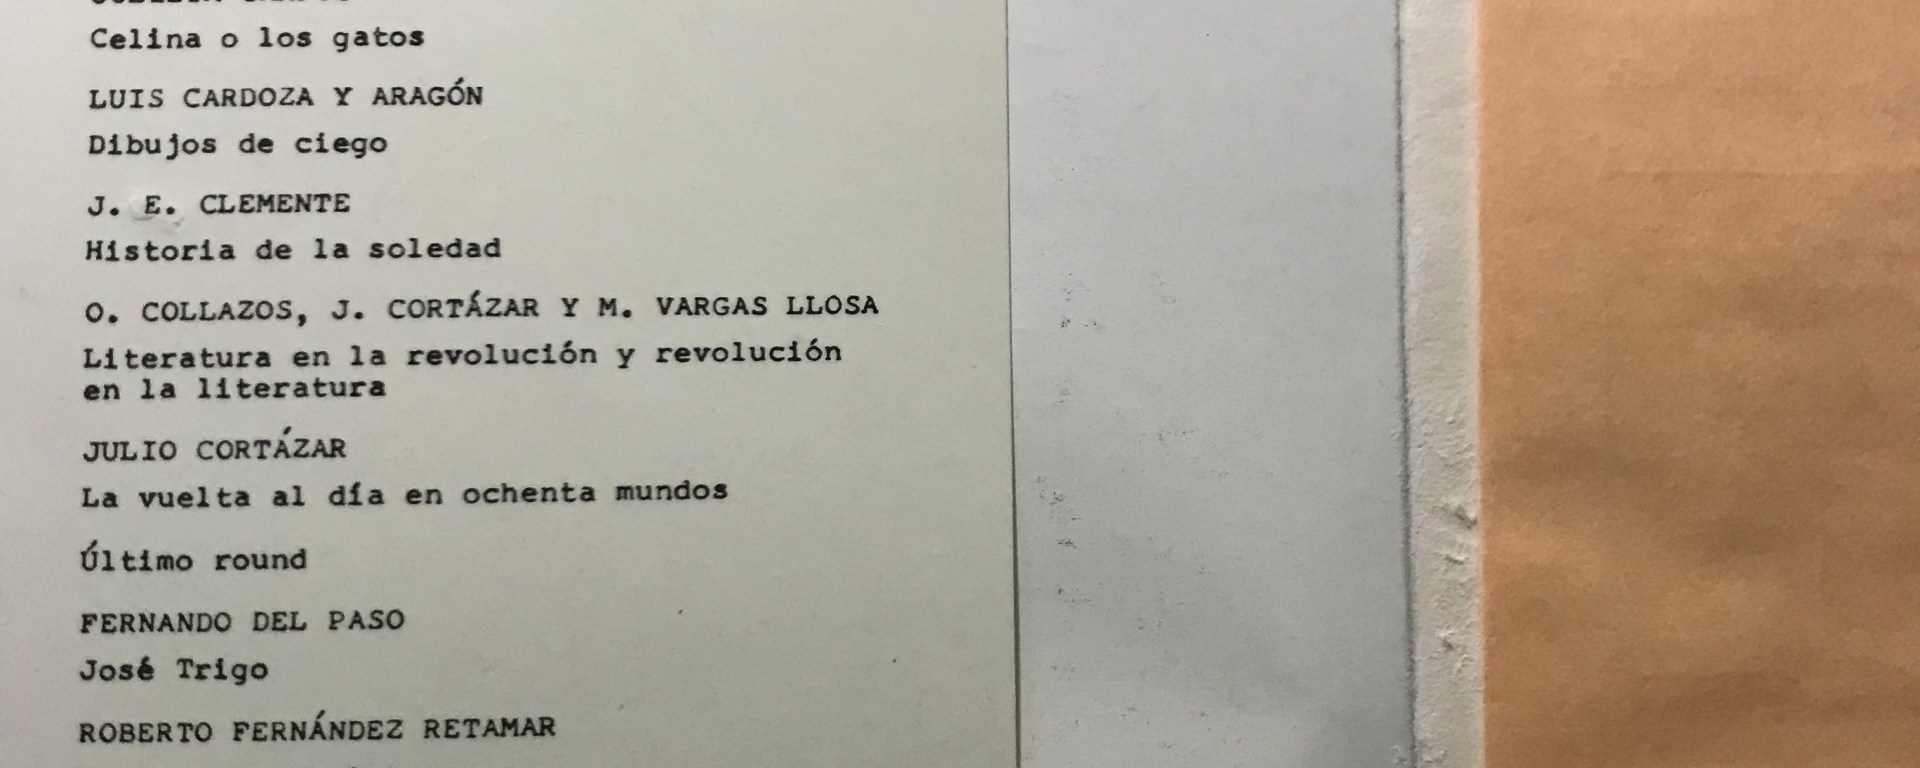 Celina o los gatos
LUIS CARDOZA Y ARAGÓN
Dibujos de ciego
J. E. CLEMENTE
Historia de la soledad
O. COLLAZOS, J. CORTÁZAR Y M. VARGAS LLOSA
Literatura en la revolución y revolución
en la literatura
JULIO CORTÁZAR
La vuelta al día en ochenta mundos
Último round
FERNANDO DEL PASO
José Trigo
ROBERTO FERNÁNDEZ RETAMAR